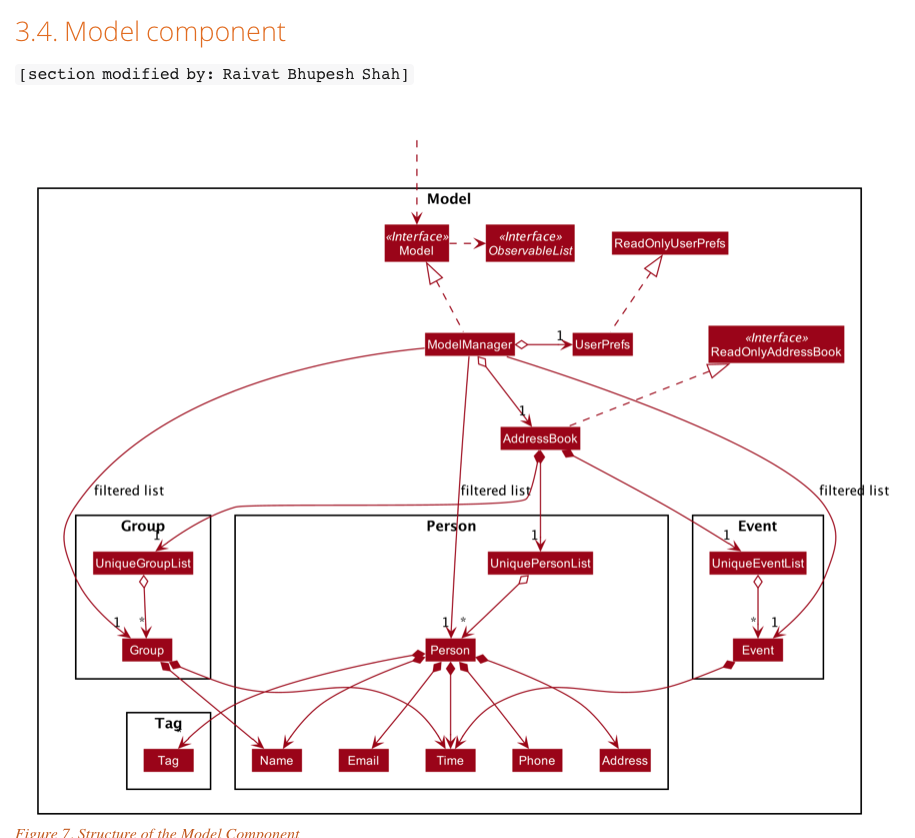 3.4. Model component
[section modified by: Raivat Bhupesh Shah]
Model
«Interface»
Model
«Interface»
ObservableList
ReadOnlyUserPrefs
ModelManager
1
UserPrefs
«Interface»
ReadOnlyAddressBook
1
AddressBook
filtered list
filtered list
filtered list
Group
Person
Event
1
1
1
UniqueGroupList
UniquePersonList
UniqueEventList
1
*
1
*
*
1
Group
Person
Event
Tag
*
Tag
Name
Email
Time
Phone
Address
Figure 7. Structure of the Model Component